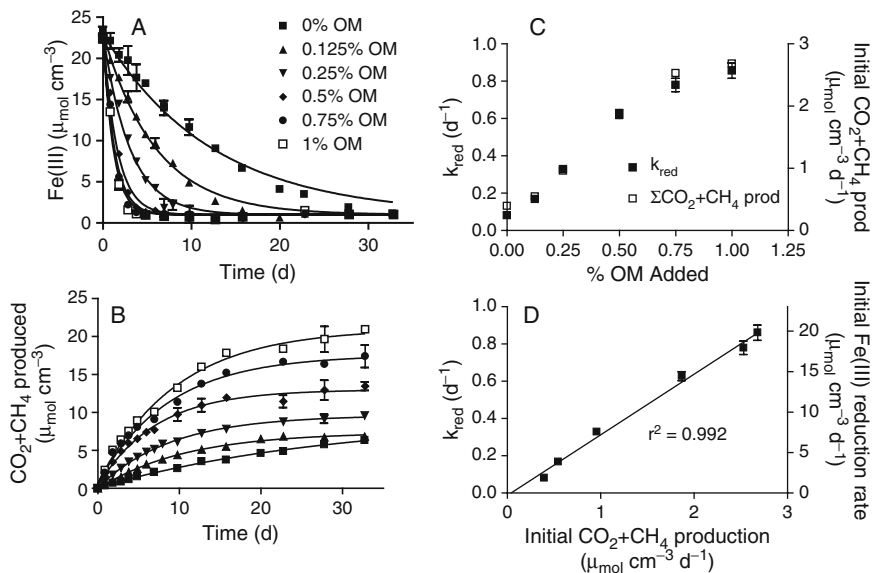 A
Fe(III) (μmol cm⁻³)
25
20
15
10
5
0
0 10 20 30
Time (d)
0% OM
0.125% OM
0.25% OM
0.5% OM
0.75% OM
1% OM
B
CO₂+CH₄ produced
(μmol cm⁻³)
25
20
15
10
5
0
0 10 20 30
Time (d)
C
k_red (d⁻¹)
1.0
0.8
0.6
0.4
0.2
0.0
0.00 0.25 0.50 0.75 1.00 1.25
% OM Added
k_red
ΣCO₂+CH₄ prod
3
2
1
0
Initial CO₂+CH₄ prod
(μmol cm⁻³ d⁻¹)
D
k_red (d⁻¹)
1.0
0.8
0.6
0.4
0.2
0.0
0 1 2 3
Initial CO₂+CH₄ production
(μmol cm⁻³ d⁻¹)
r² = 0.992
20
15
10
5
0
Initial Fe(III) reduction rate
(μmol cm⁻³ d⁻¹)